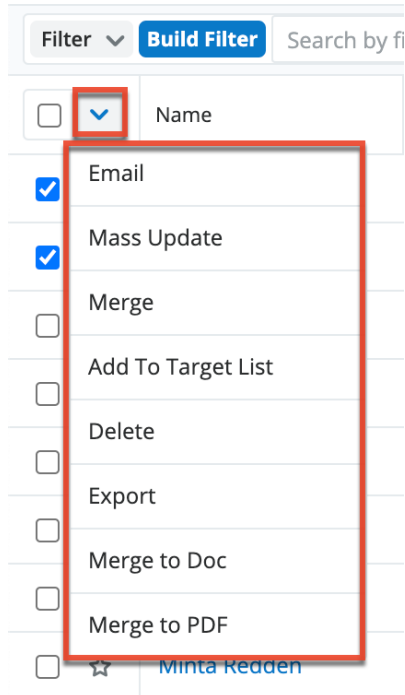 Filter Build Filter Search by fi
Name
Email
Mass Update
Merge
Add To Target List
Delete
Export
Merge to Doc
Merge to PDF
Minta Redden